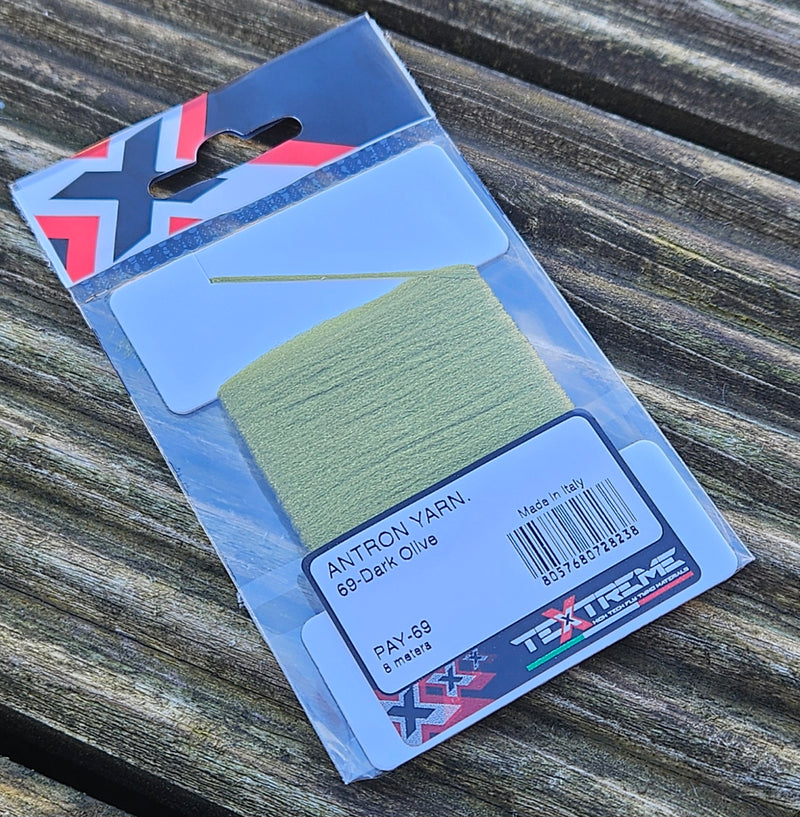 X
ANTRON YARN.
69-Dark Olive
Made in Italy
8057680728238
PAY-69
8 meters
TEXTREME
HIGH TECH FLY TYING MATERIALS